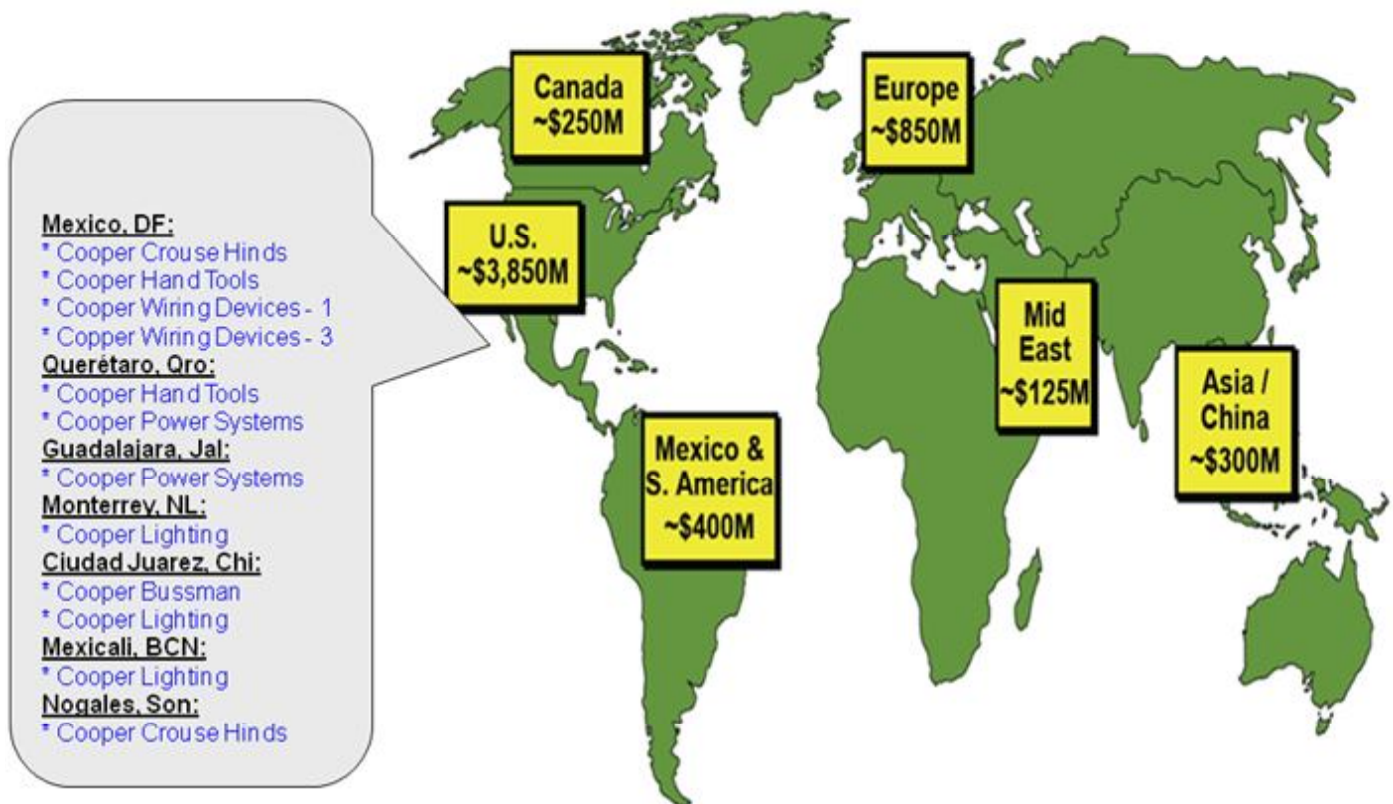 Mexico, DF:
* Cooper Crouse Hinds
* Cooper Hand Tools
* Cooper Wiring Devices - 1
* Copper Wiring Devices - 3
Querétaro, Qro:
* Cooper Hand Tools
* Cooper Power Systems
Guadalajara, Jal:
* Cooper Power Systems
Monterrey, NL:
* Cooper Lighting
Ciudad Juarez, Chi:
* Cooper Bussman
* Cooper Lighting
Mexicali, BCN:
* Cooper Lighting
Nogales, Son:
* Cooper Crouse Hinds
Canada
~$250M
U.S.
~$3,850M
Mexico &
S. America
~$400M
Europe
~$850M
Mid
East
~$125M
Asia /
China
~$300M